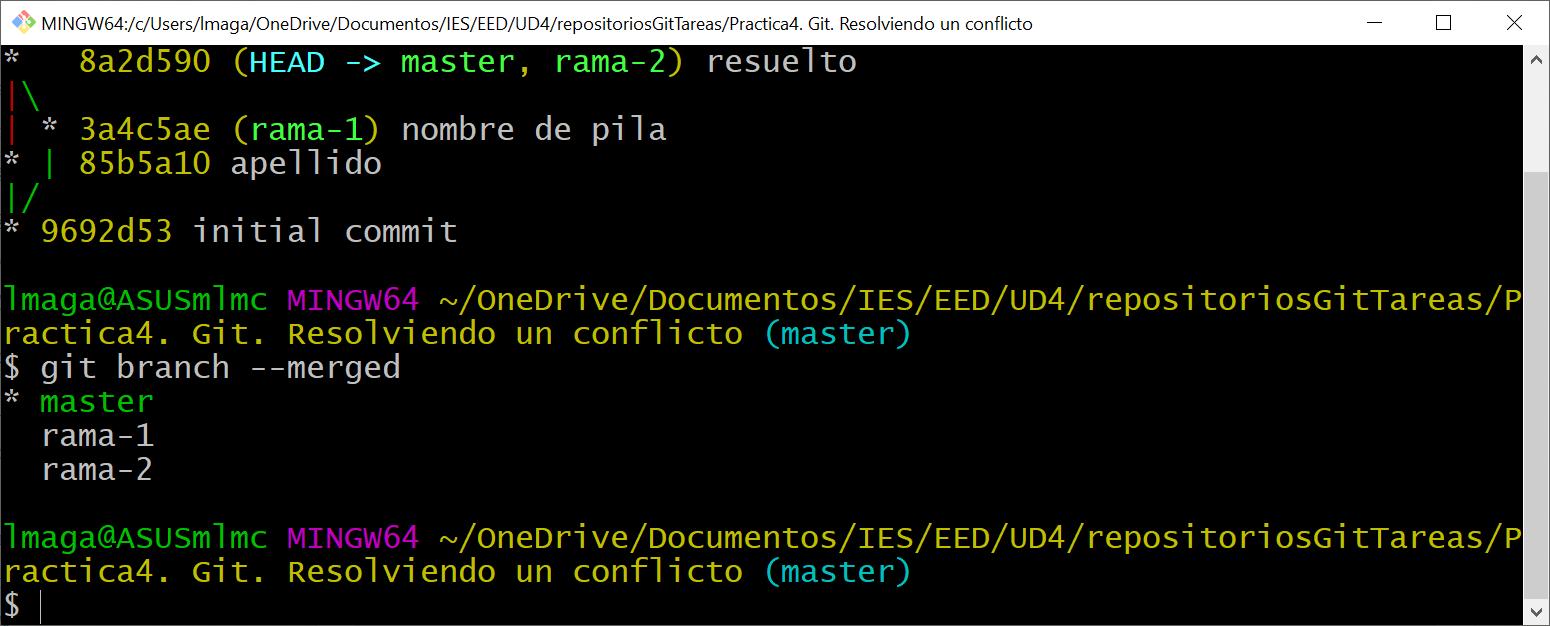 MINGW64:/c/Users/lmaga/OneDrive/Documentos/IES/EED/UD4/repositoriosGitTareas/Practica4. Git. Resolviendo un conflicto
*   8a2d590 (HEAD -> master, rama-2) resuelto
|\
| * 3a4c5ae (rama-1) nombre de pila
* | 85b5a10 apellido
|/
* 9692d53 initial commit
lmaga@ASUSmlmc MINGW64 ~/OneDrive/Documentos/IES/EED/UD4/repositoriosGitTareas/P
ractica4. Git. Resolviendo un conflicto (master)
$ git branch --merged
* master
  rama-1
  rama-2
lmaga@ASUSmlmc MINGW64 ~/OneDrive/Documentos/IES/EED/UD4/repositoriosGitTareas/P
ractica4. Git. Resolviendo un conflicto (master)
$